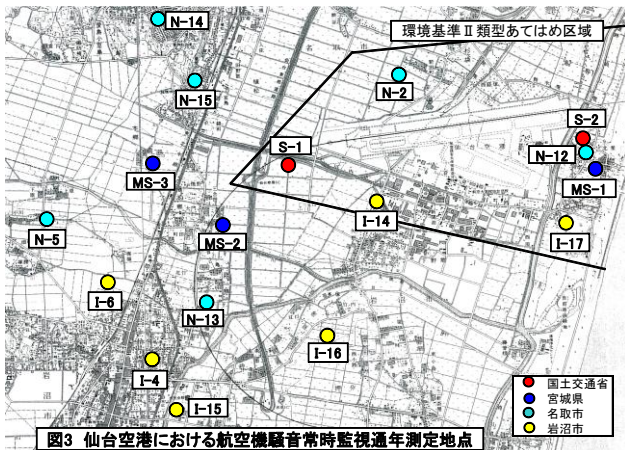 N-14
環境基準Ⅱ類型あてはめ区域
N-15
N-2
S-1
S-2
N-12
MS-3
MS-1
I-14
N-5
MS-2
I-17
I-6
N-13
I-16
I-4
I-15
国土交通省
宮城県
名取市
岩沼市
図3 仙台空港における航空機騒音常時監視通年測定地点